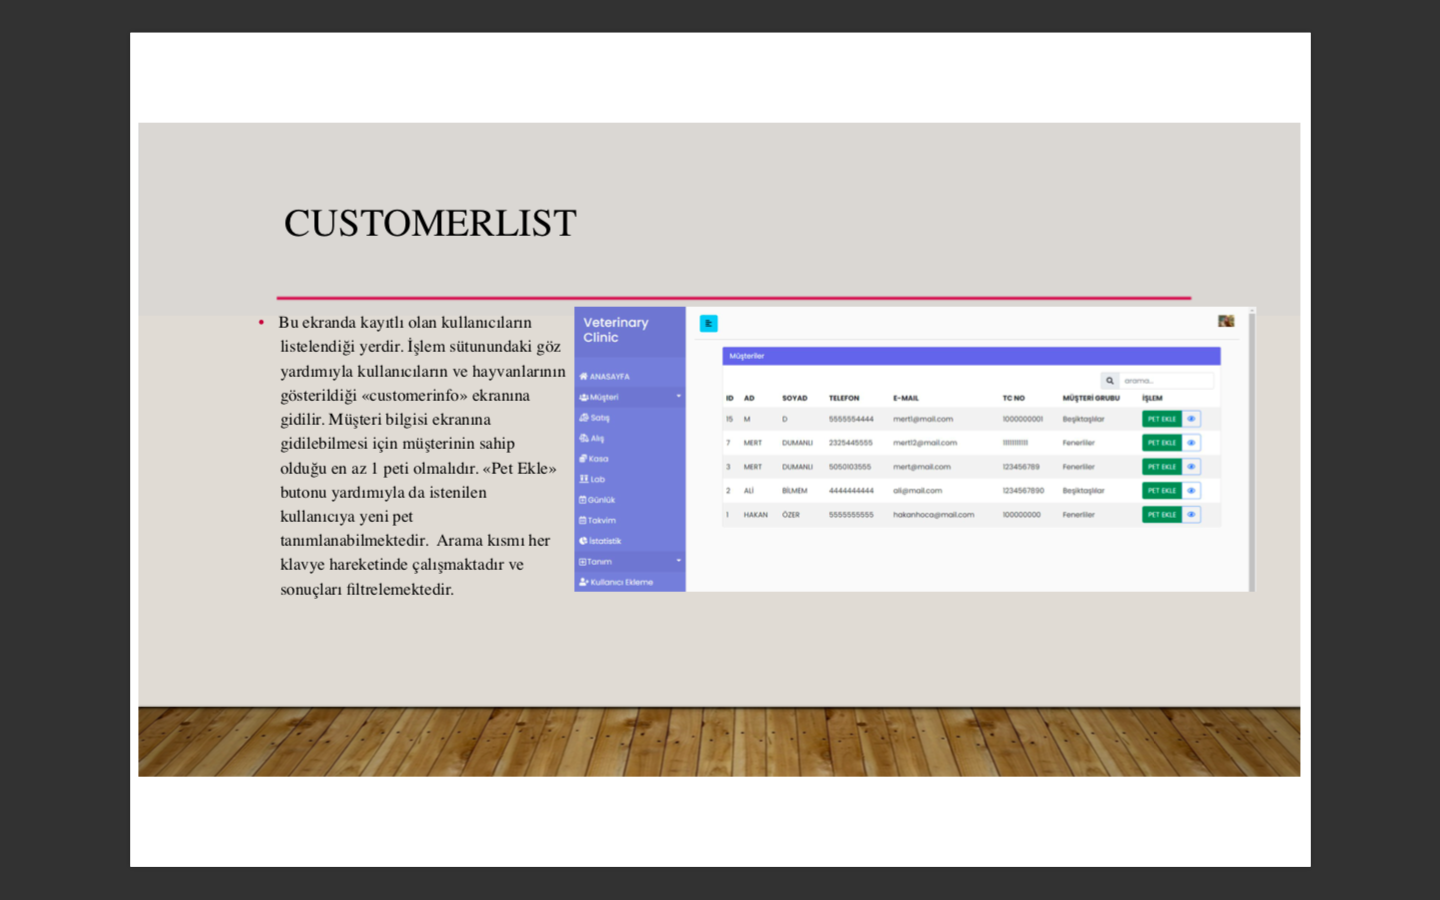 CUSTOMERLIST
• Bu ekranda kayıtlı olan kullanıcıların
listelendiği yerdir. İşlem sütunundaki göz
yardımıyla kullanıcıların ve hayvanlarının
gösterildiği «customerinfo» ekranına
gidilir. Müşteri bilgisi ekranına
gidilebilmesi için müşterinin sahip
olduğu en az 1 peti olmalıdır. «Pet Ekle»
butonu yardımıyla da istenilen
kullanıcıya yeni pet
tanımlanabilmektedir. Arama kısmı her
klavye hareketinde çalışmaktadır ve
sonuçları filtrelemektedir.
Veterinary
Clinic
ANASAYFA
Müşteri
Satış
Alış
Kasa
Lab
Günlük
Takvim
İstatistik
Tanım
Kullanıcı Ekleme
Müşteriler
arama..
ID AD SOYAD TELEFON E-MAIL TC NO MÜŞTERİ GRUBU İŞLEM
15 M D 5555554444 mert1@mail.com 1000000001 Beşiktaşlılar PET EKLE
7 MERT DUMANLI 2325445555 mert12@mail.com 11111111111 Fenerliler PET EKLE
3 MERT DUMANLI 5050103555 mert@mail.com 123456789 Fenerliler PET EKLE
2 ALİ BİLMEM 4444444444 ali@mail.com 1234567890 Beşiktaşlılar PET EKLE
1 HAKAN ÖZER 5555555555 hakanhoca@mail.com 100000000 Fenerliler PET EKLE